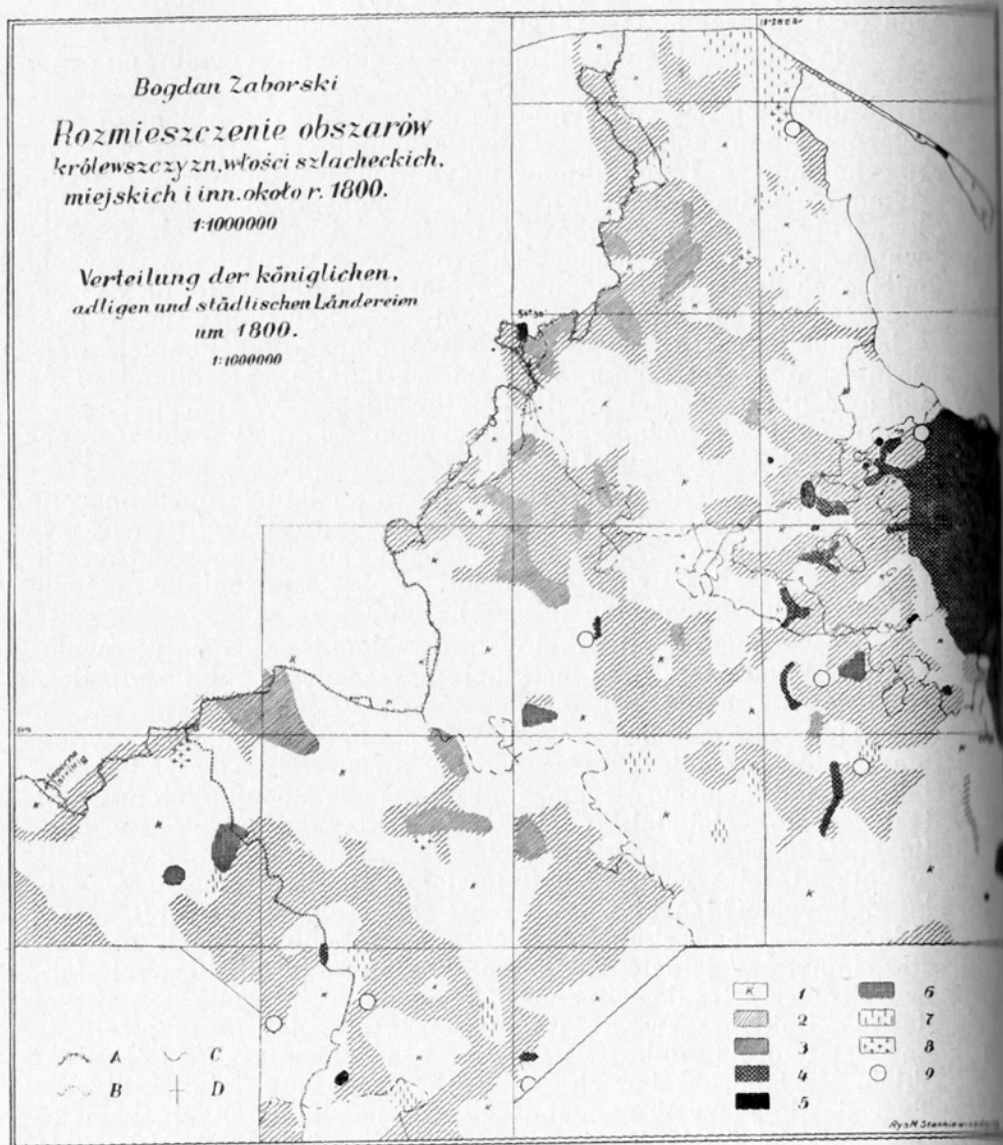 Bogdan Zaborski
Rozmieszczenie obszarów
królewszczyzn, włości szlacheckich,
miejskich i inn. około r. 1800.
1:1000000
Verteilung der königlichen,
adligen und städtischen Ländereien
um 1800.
1:1000000
K 1
2
3
4
5
6
7
8
9
A
B
C
D
Rys. M.